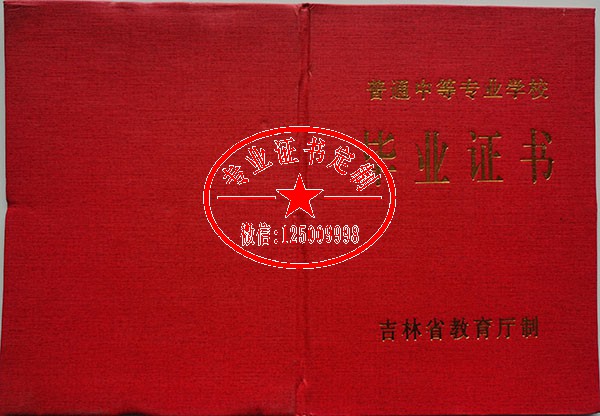 普通中等专业学校
毕业证书
专业证书定制
微信:125009998
吉林省教育厅制